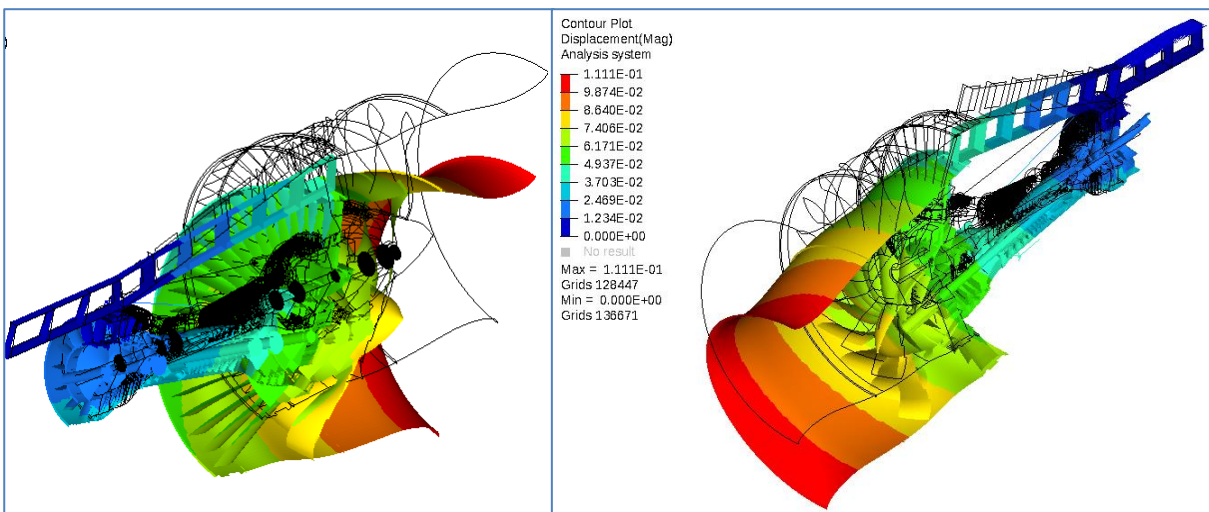 Contour Plot
Displacement(Mag)
Analysis system
1.111E-01
9.874E-02
8.640E-02
7.406E-02
6.171E-02
4.937E-02
3.703E-02
2.469E-02
1.234E-02
0.000E+00
No result
Max = 1.111E-01
Grids 128447
Min = 0.000E+00
Grids 136671